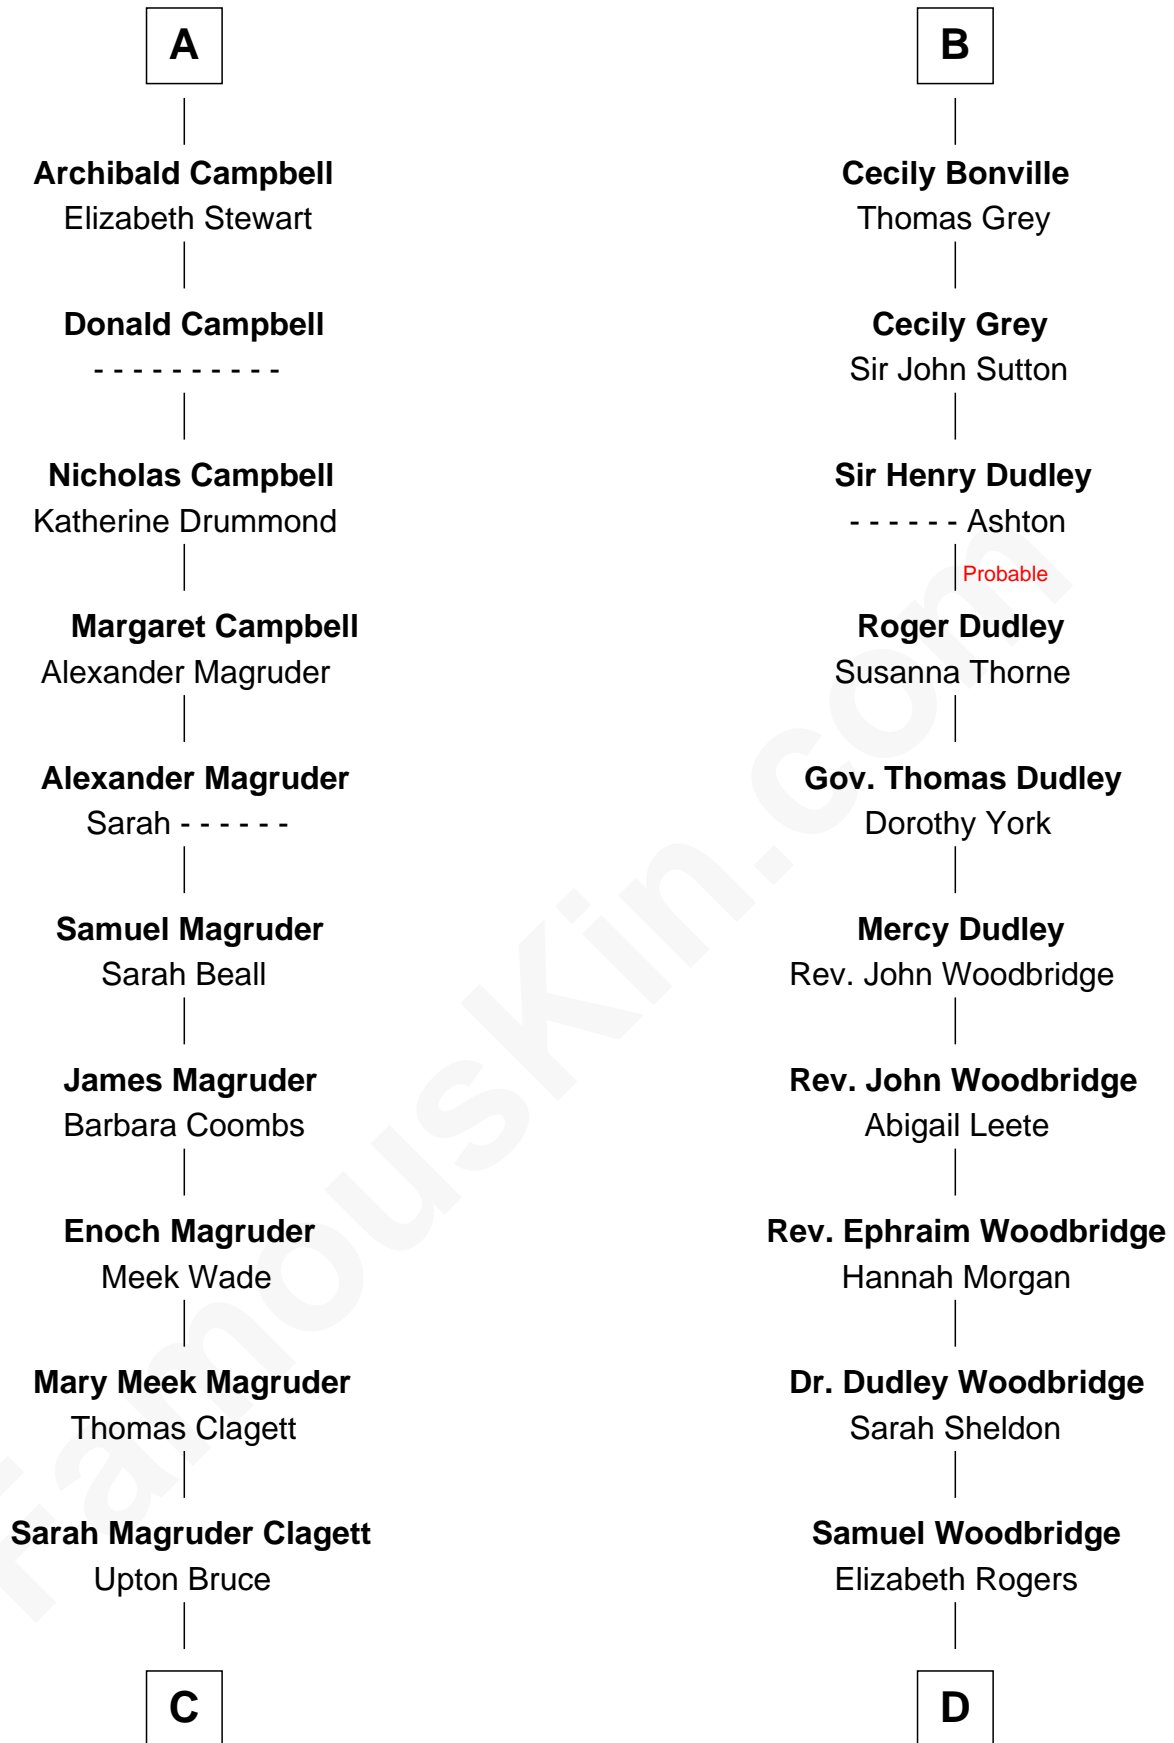 A
Archibald Campbell
Elizabeth Stewart
Donald Campbell
- - - - - - - - - -
Nicholas Campbell
Katherine Drummond
Margaret Campbell
Alexander Magruder
Alexander Magruder
Sarah - - - - - -
Samuel Magruder
Sarah Beall
James Magruder
Barbara Coombs
Enoch Magruder
Meek Wade
Mary Meek Magruder
Thomas Clagett
Sarah Magruder Clagett
Upton Bruce
C
B
Cecily Bonville
Thomas Grey
Cecily Grey
Sir John Sutton
Sir Henry Dudley
- - - - - - Ashton
Probable
Roger Dudley
Susanna Thorne
Gov. Thomas Dudley
Dorothy York
Mercy Dudley
Rev. John Woodbridge
Rev. John Woodbridge
Abigail Leete
Rev. Ephraim Woodbridge
Hannah Morgan
Dr. Dudley Woodbridge
Sarah Sheldon
Samuel Woodbridge
Elizabeth Rogers
D
FamousKin.com